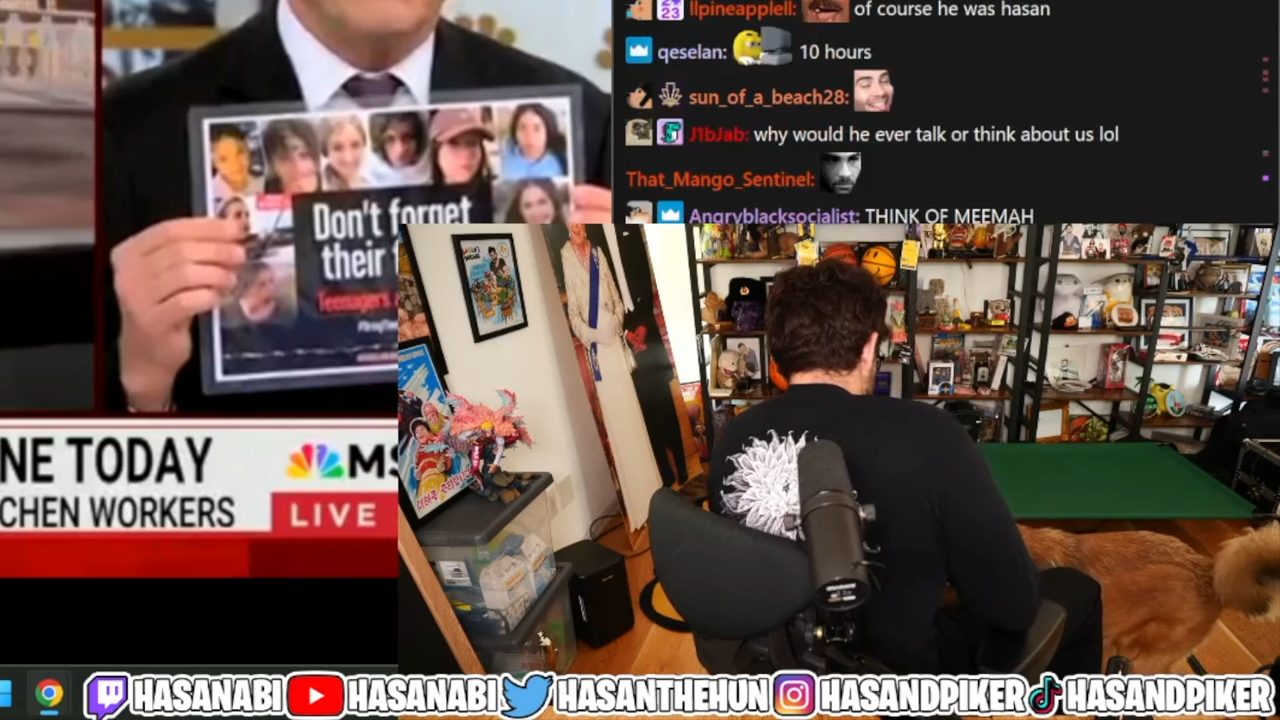 llpineapplell: of course he was hasan
qeselan: 10 hours
sun_of_a_beach28:
J1bJab: why would he ever talk or think about us lol
That_Mango_Sentinel:
Angryblacksocialist: THINK OF MEEMAH
Don't forget
their
Teenagers
NE TODAY
CHEN WORKERS
LIVE
HASANABI HASANABI HASANTHEHUN HASANDPIKER HASANDPIKER